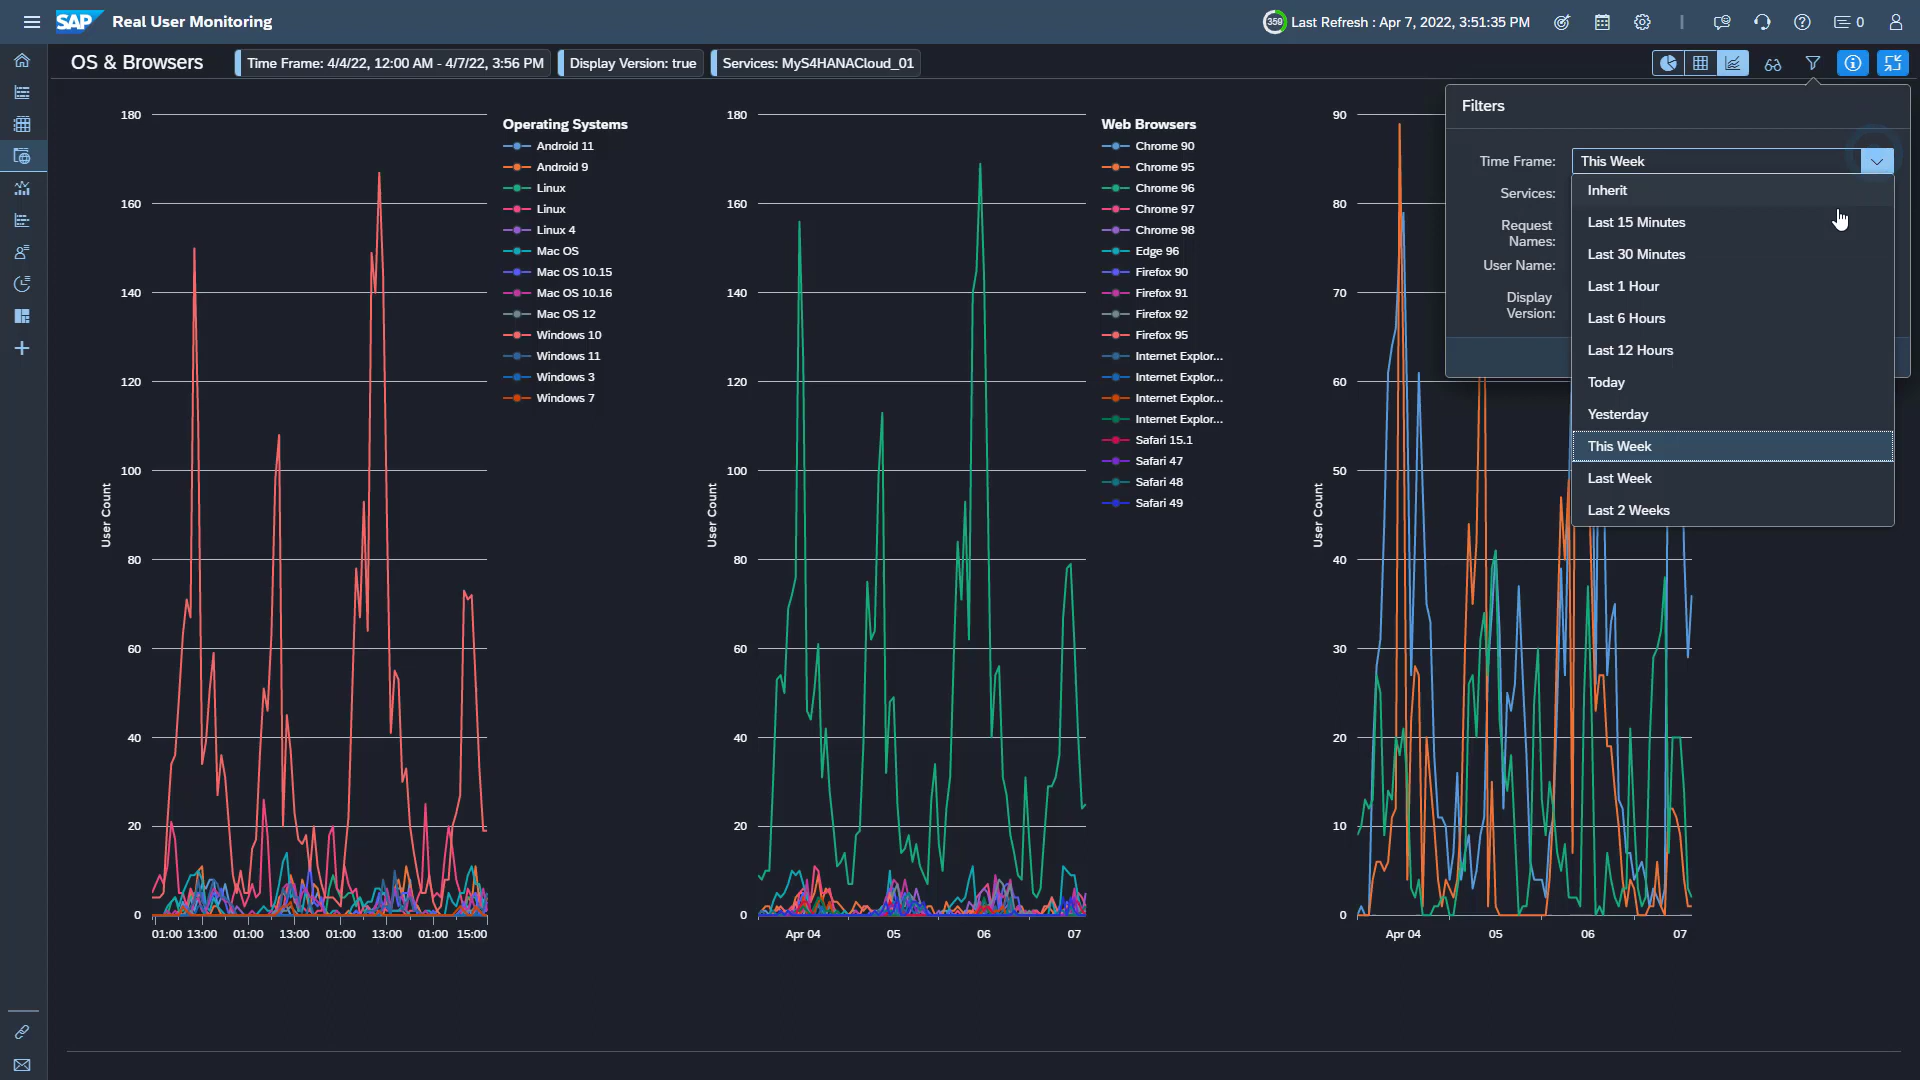 SAP Real User Monitoring
359 Last Refresh : Apr 7, 2022, 3:51:35 PM
0
OS & Browsers
Time Frame: 4/4/22, 12:00 AM - 4/7/22, 3:56 PM
Display Version: true
Services: MyS4HANACloud_01
180
160
140
120
100
80
60
40
20
0
User Count
01:00 13:00 01:00 13:00 01:00 13:00 01:00 15:00
Operating Systems
Android 11
Android 9
Linux
Linux
Linux 4
Mac OS
Mac OS 10.15
Mac OS 10.16
Mac OS 12
Windows 10
Windows 11
Windows 3
Windows 7
180
160
140
120
100
80
60
40
20
0
User Count
Apr 04 05 06 07
Web Browsers
Chrome 90
Chrome 95
Chrome 96
Chrome 97
Chrome 98
Edge 96
Firefox 90
Firefox 91
Firefox 92
Firefox 95
Internet Explor...
Internet Explor...
Internet Explor...
Internet Explor...
Safari 15.1
Safari 47
Safari 48
Safari 49
90
80
70
60
50
40
30
20
10
0
User Count
Apr 04 05 06 07
Filters
Time Frame: This Week
Services:
Request
Names:
User Name:
Display
Version:
Inherit
Last 15 Minutes
Last 30 Minutes
Last 1 Hour
Last 6 Hours
Last 12 Hours
Today
Yesterday
This Week
Last Week
Last 2 Weeks